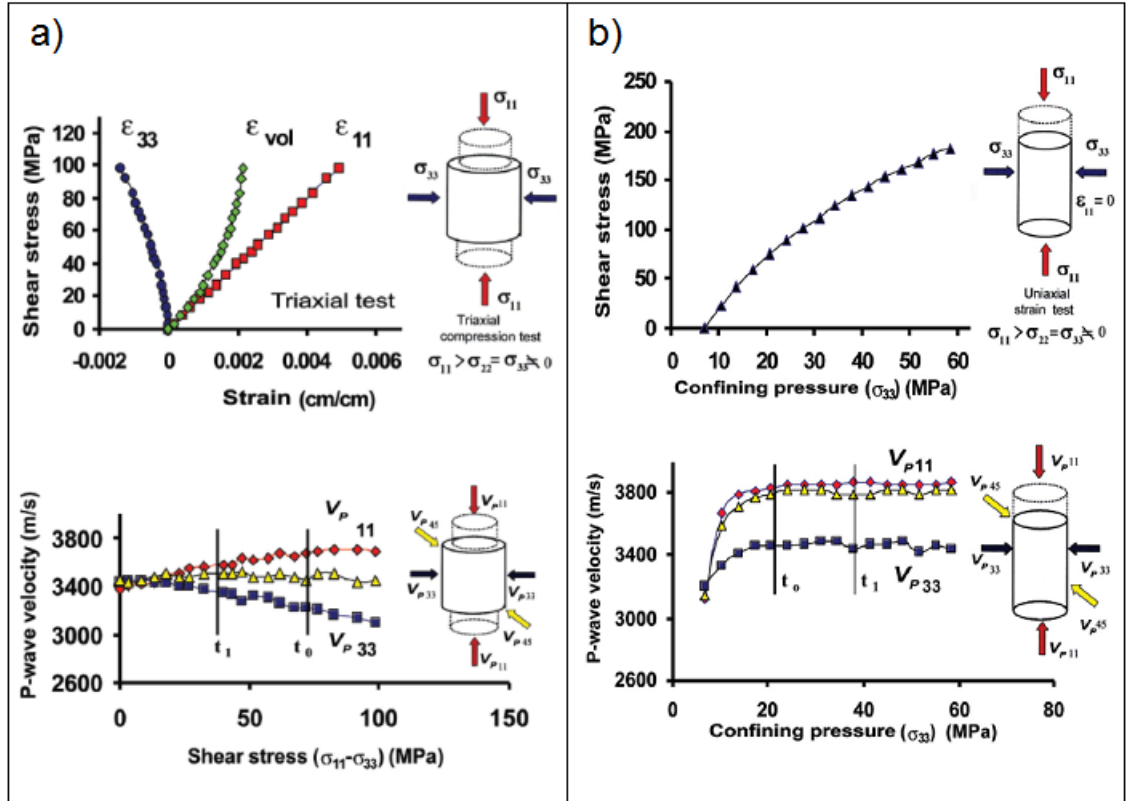 a)
Shear stress (MPa)
120
100
80
60
40
20
0
ε33
εvol
ε11
Triaxial test
-0.002
0
0.002
0.004
0.006
Strain (cm/cm)
σ11
σ33
σ33
σ11
Triaxial
compression test
σ11 > σ22 = σ33 ≒ 0
P-wave velocity (m/s)
3800
3400
3000
2600
VP 11
VP 33
t1
t0
0
50
100
150
Shear stress (σ11-σ33) (MPa)
VP11
VP45
VP33
VP33
VP45
VP11
b)
Shear stress (MPa)
250
200
150
100
50
0
0
10
20
30
40
50
60
Confining pressure (σ33) (MPa)
σ11
σ33
σ33
ε11 = 0
σ11
Uniaxial
strain test
σ11 > σ22 = σ33 ≒ 0
P-wave velocity (m/s)
3800
3400
3000
2600
VP11
VP33
to
t1
0
20
40
60
80
Confining pressure (σ33) (MPa)
VP11
VP45
VP33
VP33
VP45
VP11